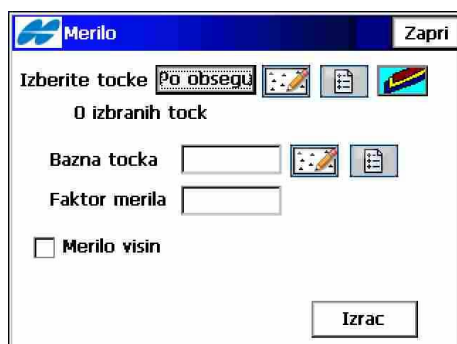 Merilo Zapri
Izberite tocke Po obsegu
0 izbranih tock
Bazna tocka
Faktor merila
Merilo visin
Izrac